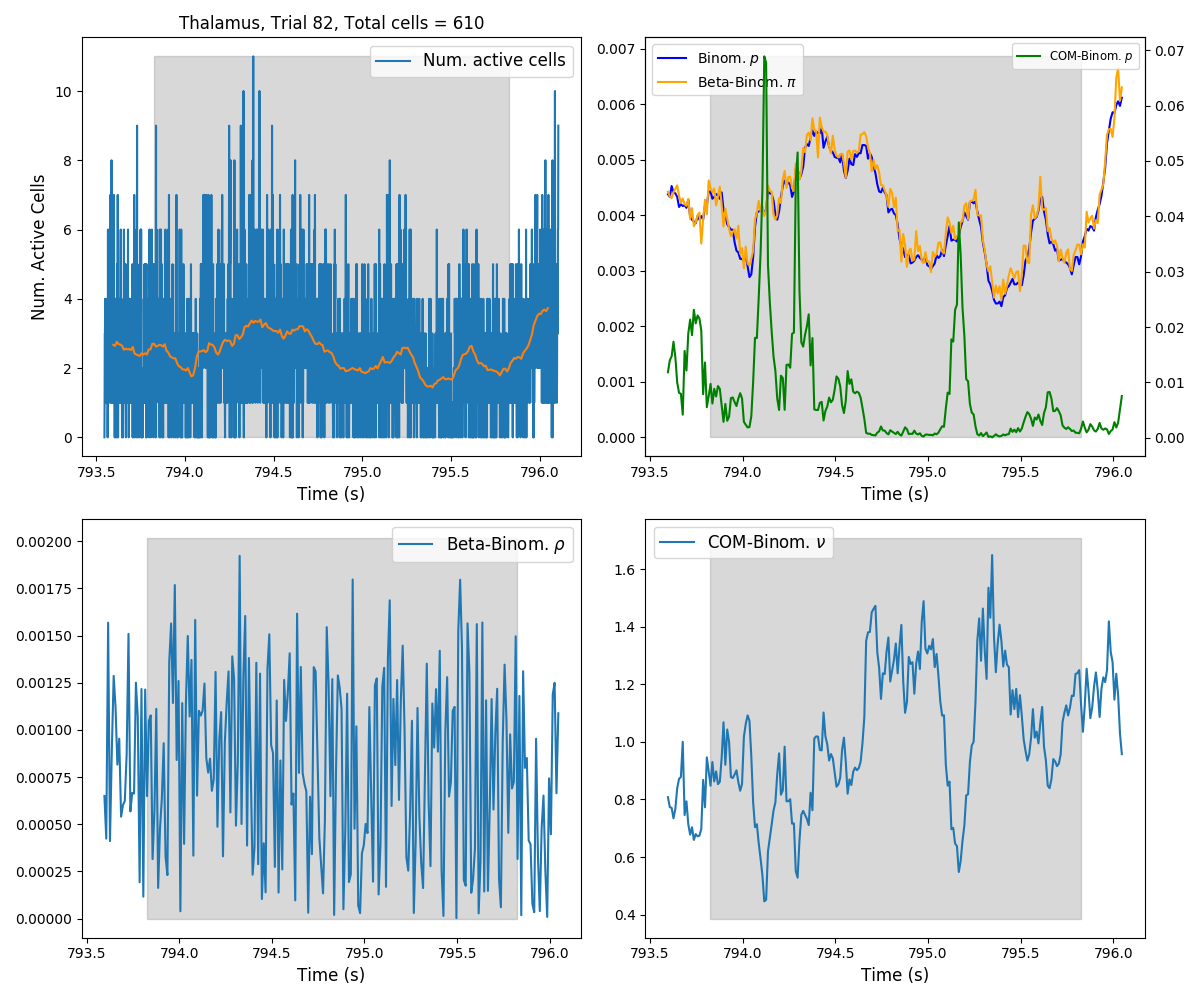 Thalamus, Trial 82, Total cells = 610
Num. active cells
Num. Active Cells
10
8
6
4
2
0
793.5 794.0 794.5 795.0 795.5 796.0
Time (s)
Binom. p
Beta-Binom. π
COM-Binom. p
0.007
0.006
0.005
0.004
0.003
0.002
0.001
0.000
0.07
0.06
0.05
0.04
0.03
0.02
0.01
0.00
793.5 794.0 794.5 795.0 795.5 796.0
Time (s)
Beta-Binom. ρ
0.00200
0.00175
0.00150
0.00125
0.00100
0.00075
0.00050
0.00025
0.00000
793.5 794.0 794.5 795.0 795.5 796.0
Time (s)
COM-Binom. ν
1.6
1.4
1.2
1.0
0.8
0.6
0.4
793.5 794.0 794.5 795.0 795.5 796.0
Time (s)